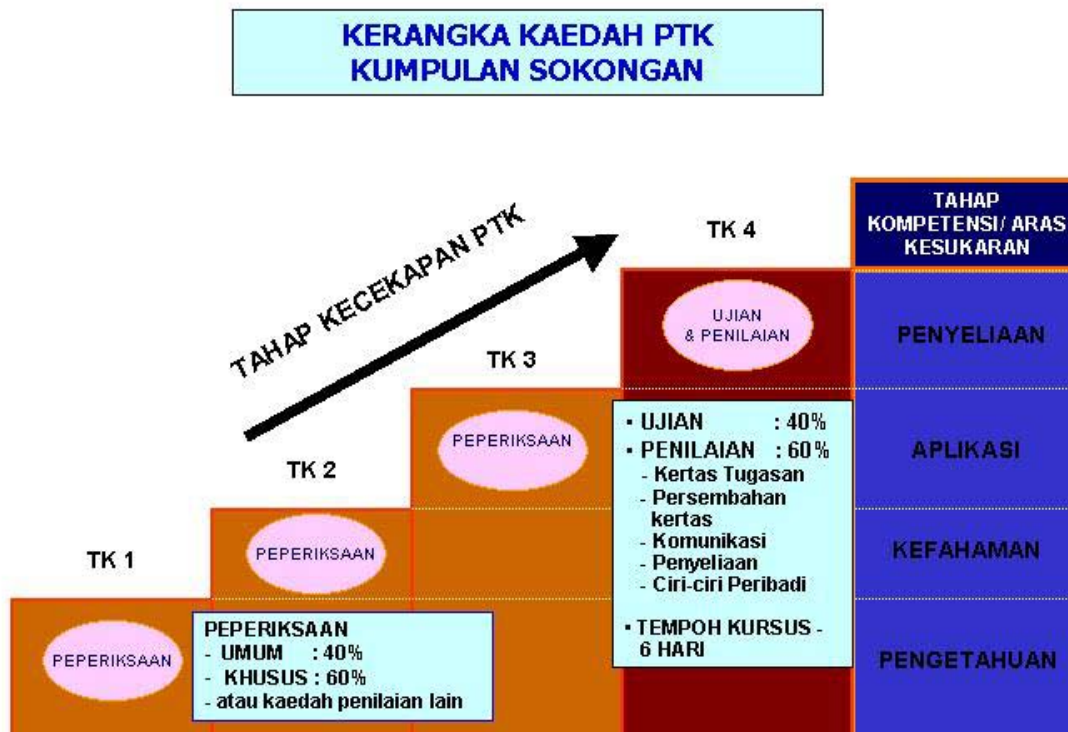 KERANGKA KAEDAH PTK
KUMPULAN SOKONGAN
TAHAP KECEKAPAN PTK
TK 1
PEPERIKSAAN
TK 2
PEPERIKSAAN
TK 3
PEPERIKSAAN
TK 4
UJIAN
& PENILAIAN
PEPERIKSAAN
- UMUM : 40%
- KHUSUS : 60%
- atau kaedah penilaian lain
• UJIAN : 40%
• PENILAIAN : 60%
- Kertas Tugasan
- Persembahan
kertas
- Komunikasi
- Penyeliaan
- Ciri-ciri Peribadi
• TEMPOH KURSUS -
6 HARI
TAHAP
KOMPETENSI/ ARAS
KESUKARAN
PENYELIAAN
APLIKASI
KEFAHAMAN
PENGETAHUAN